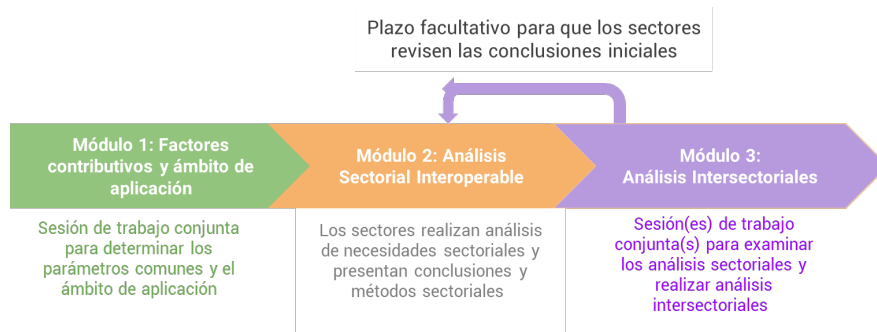 Plazo facultativo para que los sectores
revisen las conclusiones iniciales
Módulo 1: Factores
contributivos y ámbito de
aplicación
Módulo 2: Análisis
Sectorial Interoperable
Módulo 3:
Análisis Intersectoriales
Sesión de trabajo conjunta
para determinar los
parámetros comunes y el
ámbito de aplicación
Los sectores realizan análisis
de necesidades sectoriales y
presentan conclusiones y
métodos sectoriales
Sesión(es) de trabajo
conjunta(s) para examinar
los análisis sectoriales y
realizar análisis
intersectoriales